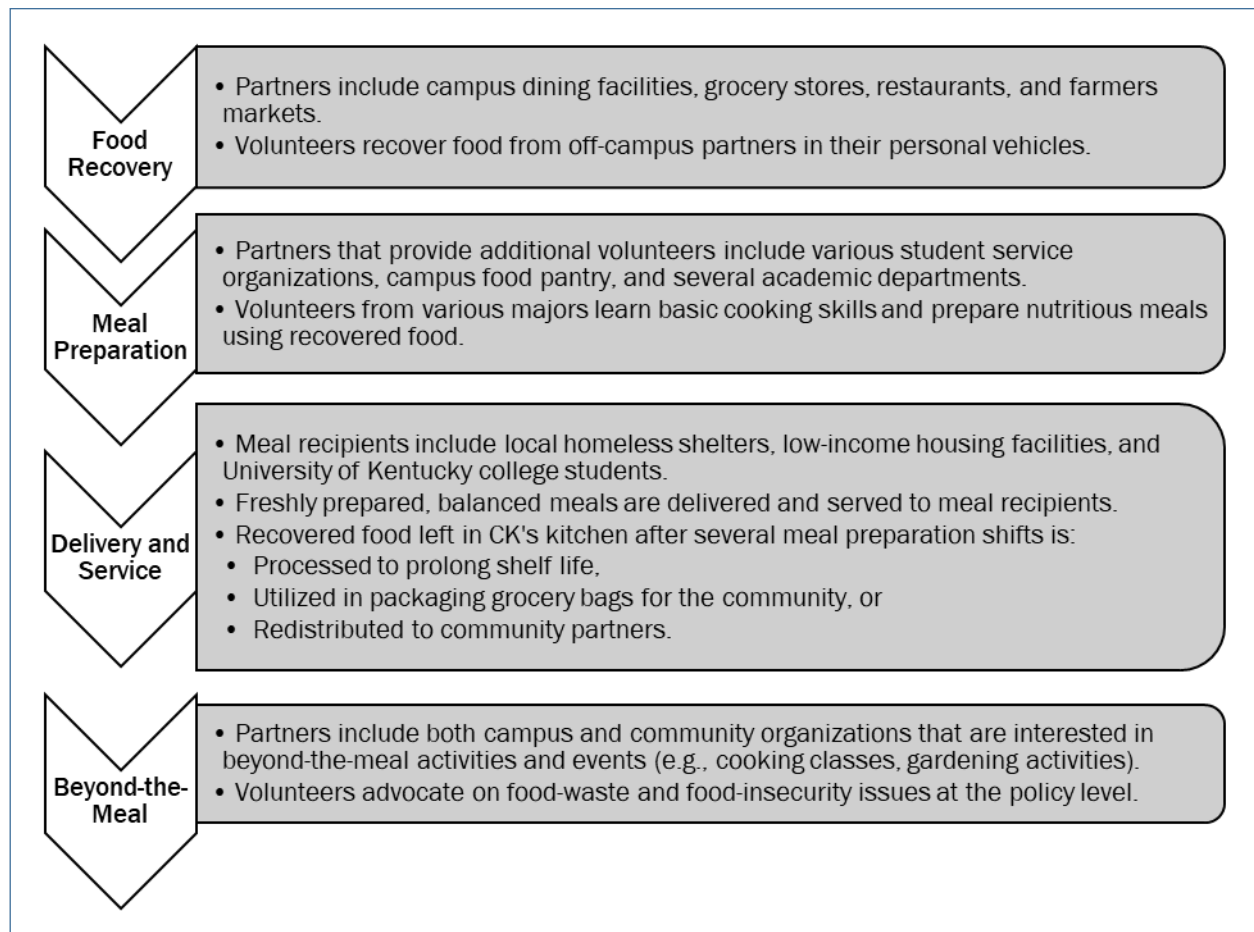 Food
Recovery
• Partners include campus dining facilities, grocery stores, restaurants, and farmers
markets.
• Volunteers recover food from off-campus partners in their personal vehicles.
Meal
Preparation
• Partners that provide additional volunteers include various student service
organizations, campus food pantry, and several academic departments.
• Volunteers from various majors learn basic cooking skills and prepare nutritious meals
using recovered food.
Delivery and
Service
• Meal recipients include local homeless shelters, low-income housing facilities, and
University of Kentucky college students.
• Freshly prepared, balanced meals are delivered and served to meal recipients.
• Recovered food left in CK's kitchen after several meal preparation shifts is:
• Processed to prolong shelf life,
• Utilized in packaging grocery bags for the community, or
• Redistributed to community partners.
Beyond-the-
Meal
• Partners include both campus and community organizations that are interested in
beyond-the-meal activities and events (e.g., cooking classes, gardening activities).
• Volunteers advocate on food-waste and food-insecurity issues at the policy level.